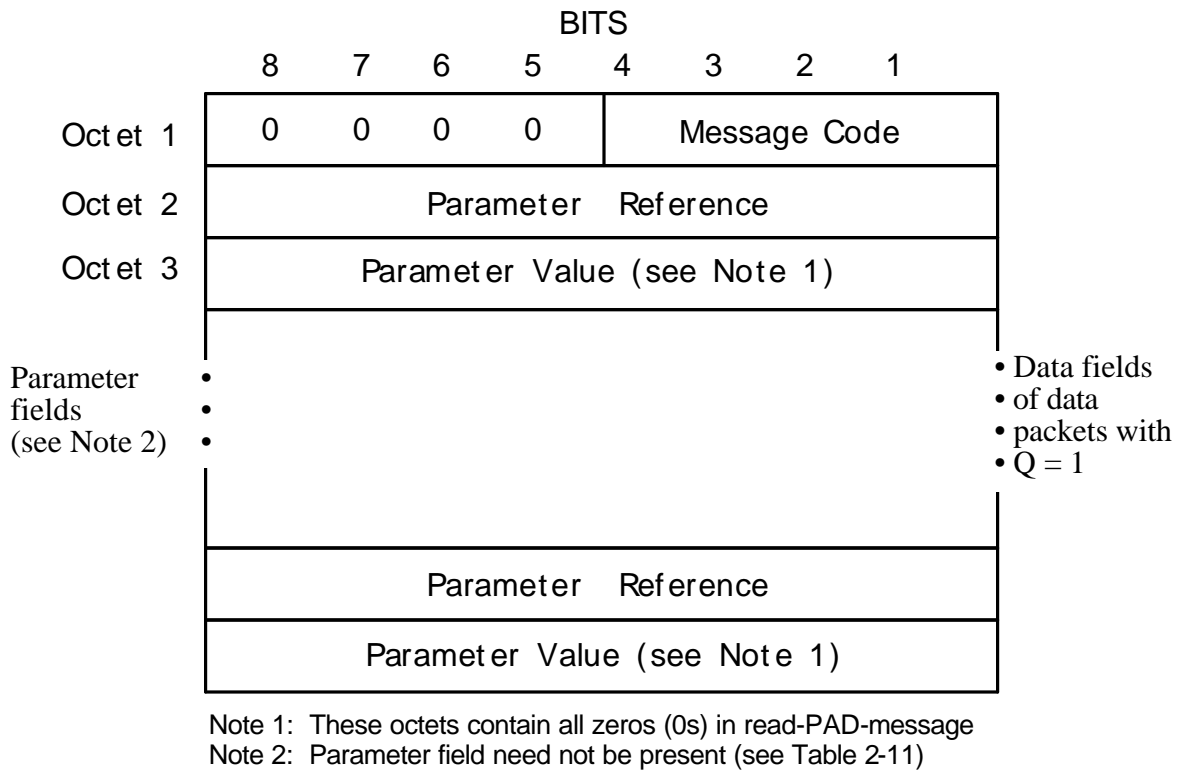 BITS
8 7 6 5 4 3 2 1
Octet 1 0 0 0 0 Message Code
Octet 2 Parameter Reference
Octet 3 Parameter Value (see Note 1)
Parameter
fields
(see Note 2)
• Data fields
• of data
• packets with
• Q = 1
Parameter Reference
Parameter Value (see Note 1)
Note 1: These octets contain all zeros (0s) in read-PAD-message
Note 2: Parameter field need not be present (see Table 2-11)